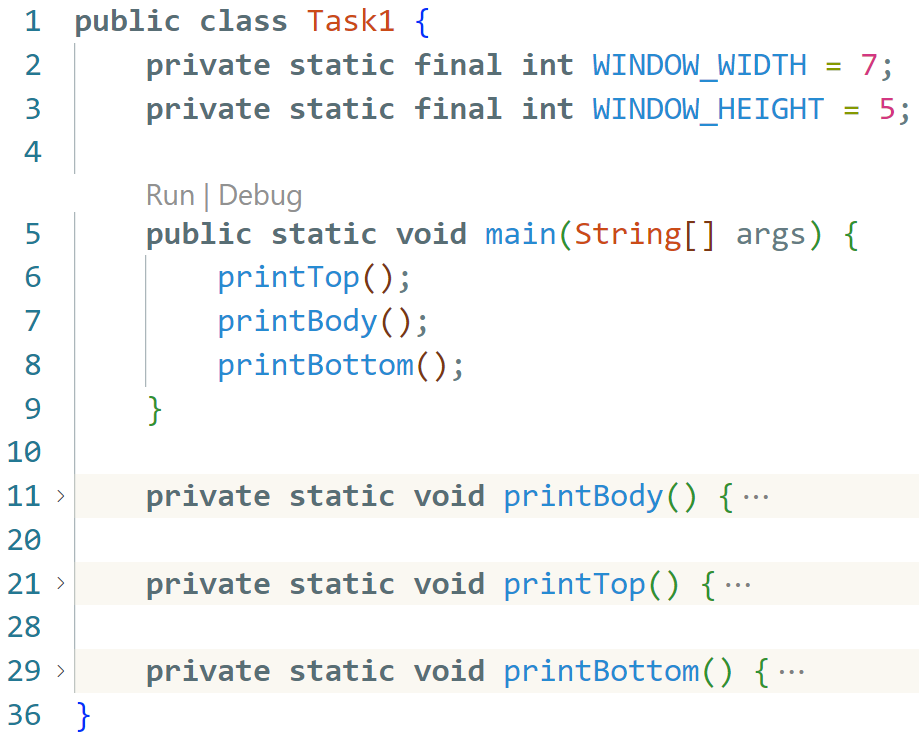 1 public class Task1 {
2 private static final int WINDOW_WIDTH = 7;
3 private static final int WINDOW_HEIGHT = 5;
4
Run | Debug
5 public static void main(String[] args) {
6 printTop();
7 printBody();
8 printBottom();
9 }
10
11 > private static void printBody() { ···
20
21 > private static void printTop() { ···
28
29 > private static void printBottom() { ···
36 }